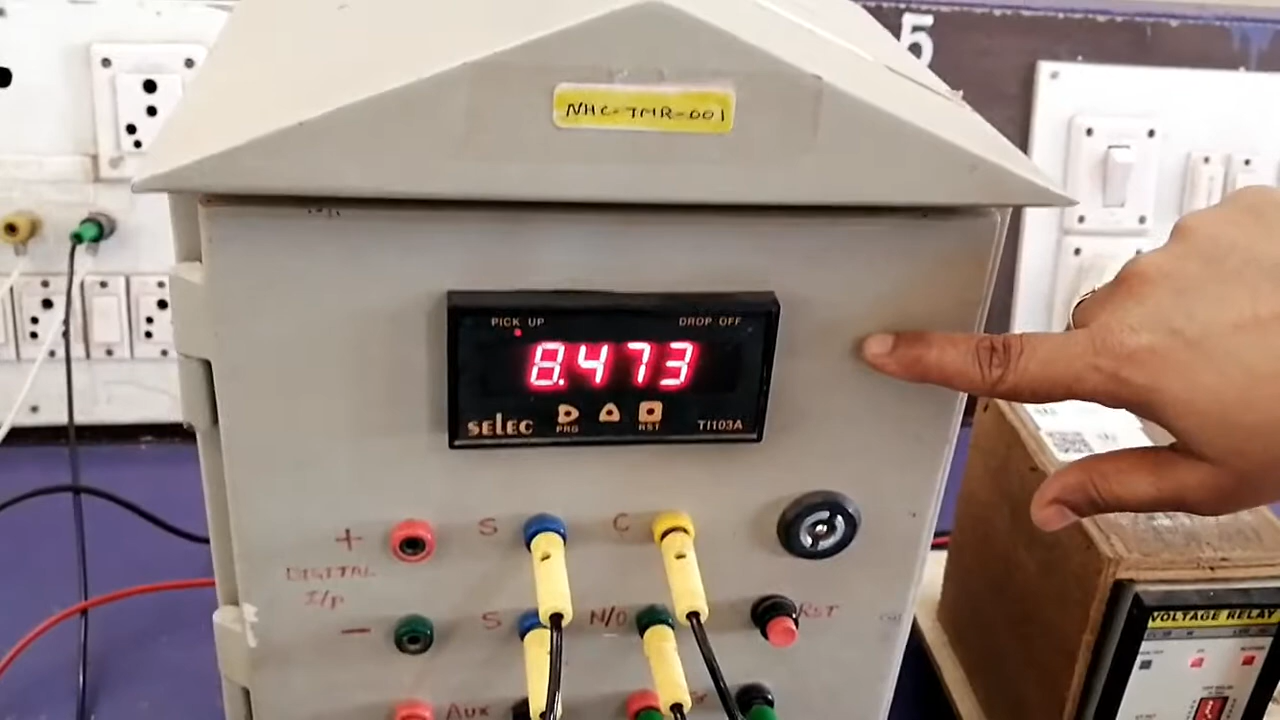 5
NHC-TMR-001
PICK UP
DROP OFF
8.473
PRG
RST
selec
TI103A
+
S
C
DIGITAL
I/p
-
S
N/O
RST
Aux
VOLTAGE RELAY